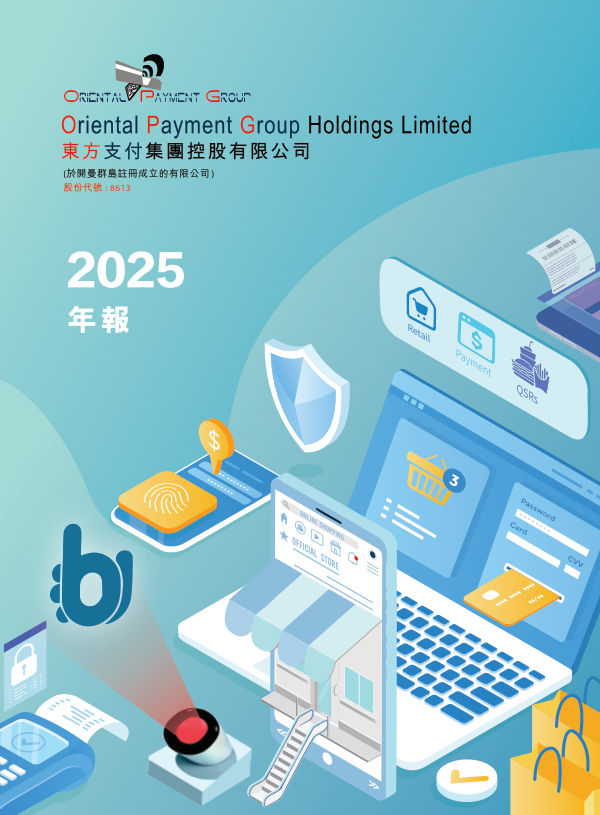 ORIENTAL PAYMENT GROUP
Oriental Payment Group Holdings Limited
東方支付集團控股有限公司
(於開曼群島註冊成立的有限公司)
股份代號 : 8613
2025
年報
Retail
Payment
QSRs
3
Password
Card
CVV
ONLINE SHOPPING
OFFICIAL STORE